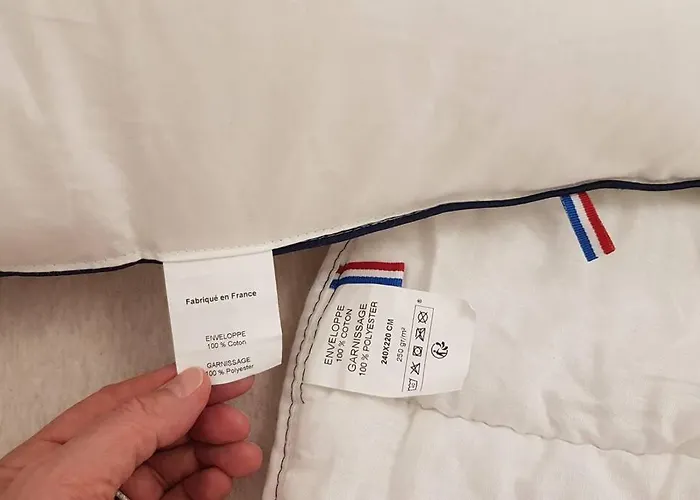 Fabriqué en France
ENVELOPPE
100 % Coton
GARNISSAGE
100 % Polyester
ENVELOPPE
100 % COTON
GARNISSAGE
100% POLYESTER
240X220 CM
250 gr/m²